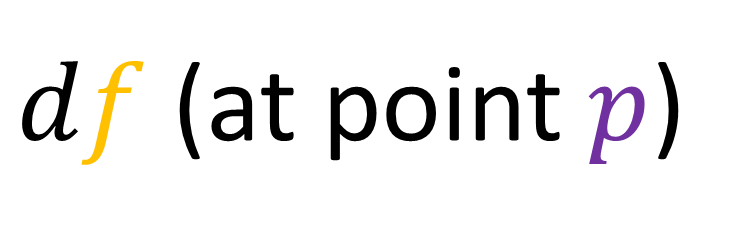 df (at point p)